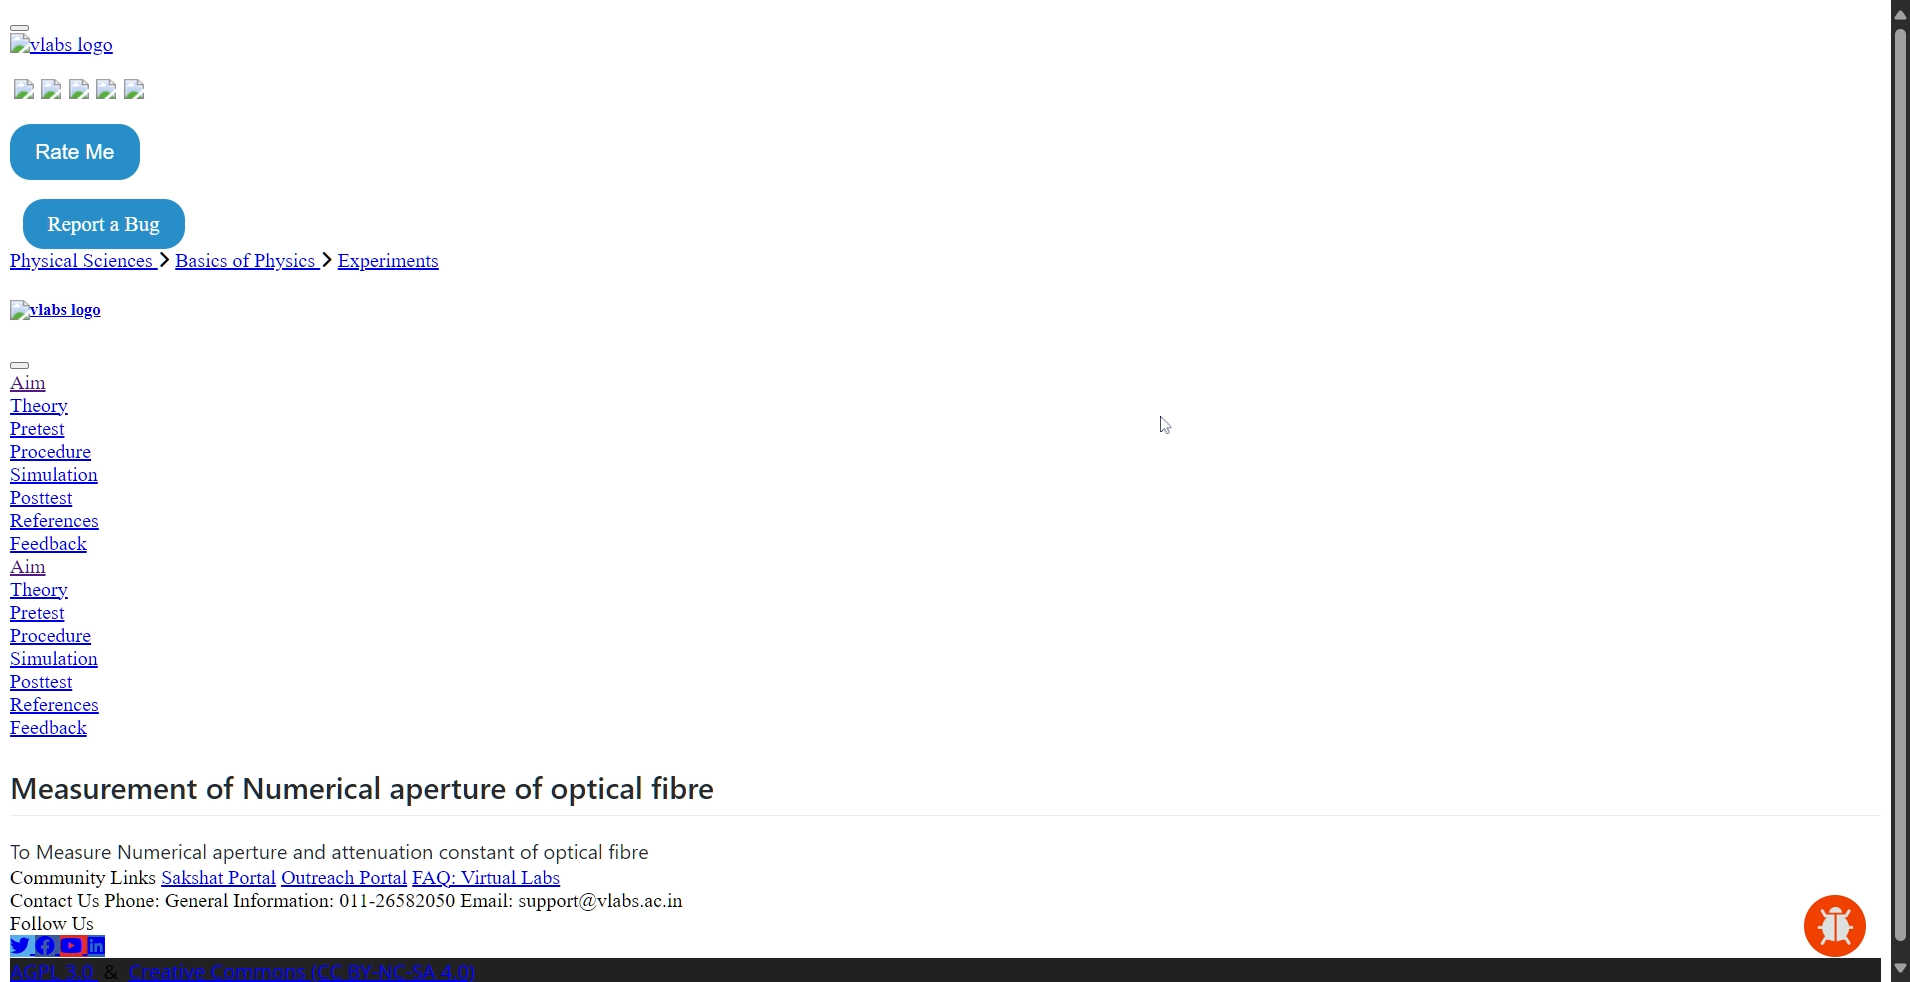 vlabs logo
Rate Me
Report a Bug
Physical Sciences Basics of Physics Experiments
vlabs logo
Aim
Theory
Pretest
Procedure
Simulation
Posttest
References
Feedback
Aim
Theory
Pretest
Procedure
Simulation
Posttest
References
Feedback
Measurement of Numerical aperture of optical fibre
To Measure Numerical aperture and attenuation constant of optical fibre
Community Links Sakshat Portal Outreach Portal FAQ: Virtual Labs
Contact Us Phone: General Information: 011-26582050 Email: support@vlabs.ac.in
Follow Us
AGPL 3.0 & Creative Commons (CC BY-NC-SA 4.0)